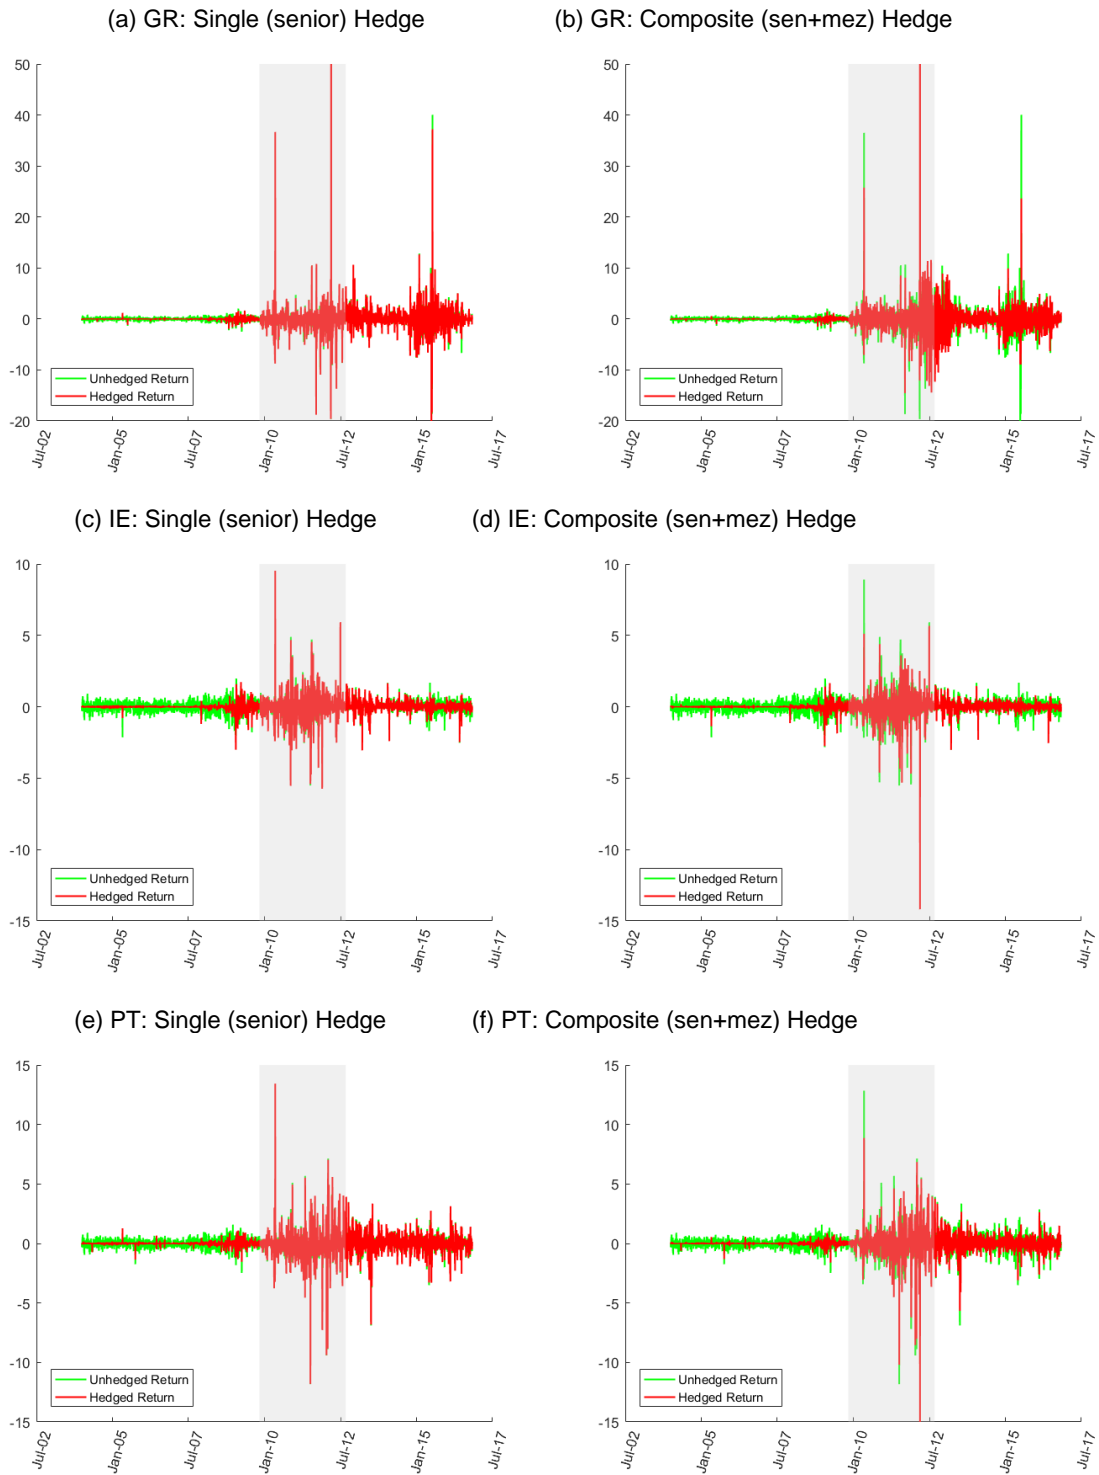 (a) GR: Single (senior) Hedge
(b) GR: Composite (sen+mez) Hedge
50
40
30
20
10
0
-10
-20
Unhedged Return
Hedged Return
Jul-02
Jan-05
Jul-07
Jan-10
Jul-12
Jan-15
Jul-17
50
40
30
20
10
0
-10
-20
Unhedged Return
Hedged Return
Jul-02
Jan-05
Jul-07
Jan-10
Jul-12
Jan-15
Jul-17
(c) IE: Single (senior) Hedge
(d) IE: Composite (sen+mez) Hedge
10
5
0
-5
-10
-15
Unhedged Return
Hedged Return
Jul-02
Jan-05
Jul-07
Jan-10
Jul-12
Jan-15
Jul-17
10
5
0
-5
-10
-15
Unhedged Return
Hedged Return
Jul-02
Jan-05
Jul-07
Jan-10
Jul-12
Jan-15
Jul-17
(e) PT: Single (senior) Hedge
(f) PT: Composite (sen+mez) Hedge
15
10
5
0
-5
-10
-15
Unhedged Return
Hedged Return
Jul-02
Jan-05
Jul-07
Jan-10
Jul-12
Jan-15
Jul-17
15
10
5
0
-5
-10
-15
Unhedged Return
Hedged Return
Jul-02
Jan-05
Jul-07
Jan-10
Jul-12
Jan-15
Jul-17